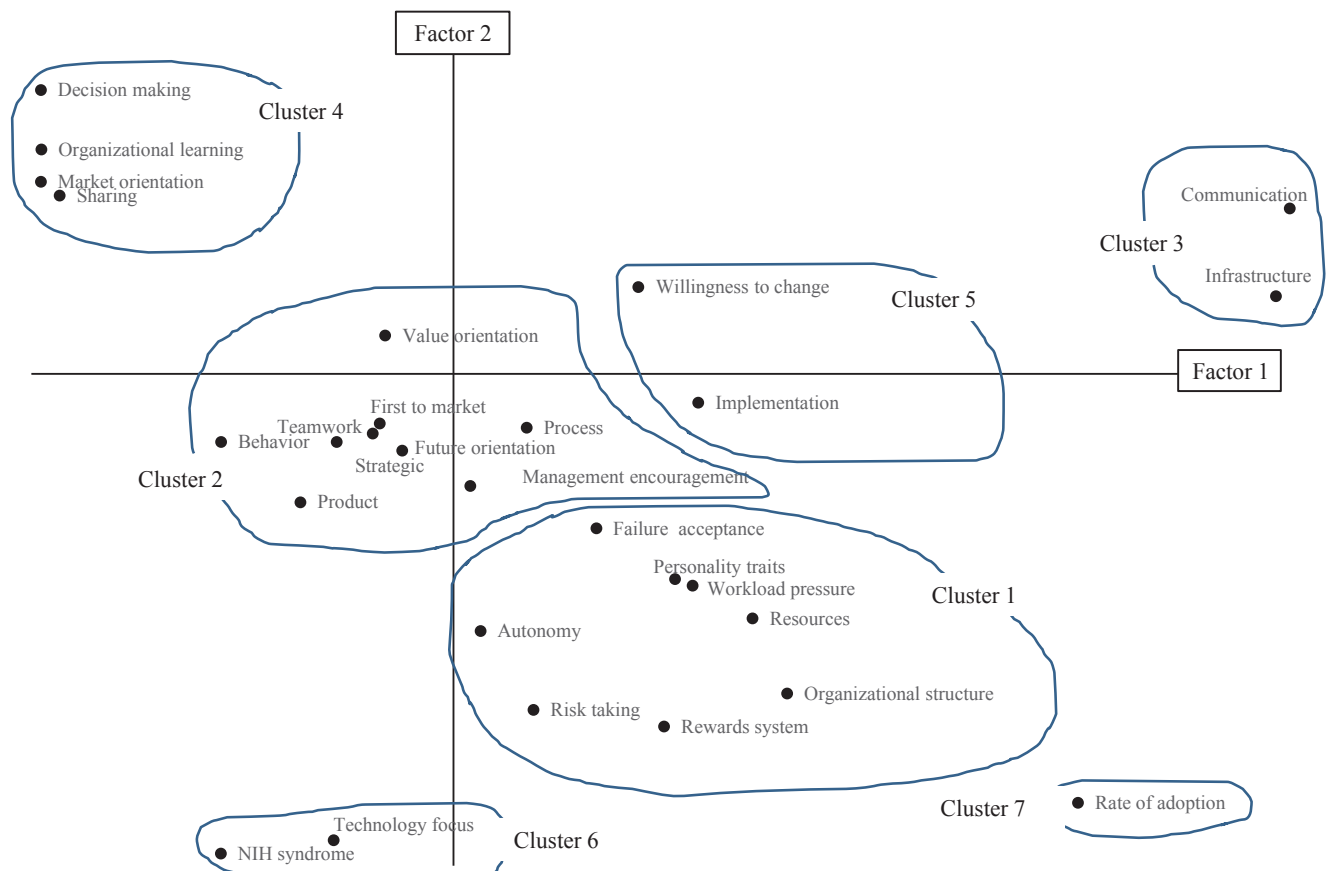 Factor 2
Decision making
Cluster 4
Organizational learning
Market orientation
Sharing
Communication
Cluster 3
Infrastructure
Willingness to change
Cluster 5
Value orientation
Factor 1
First to market
Implementation
Teamwork
Process
Behavior
Future orientation
Strategic
Cluster 2
Management encouragement
Product
Failure acceptance
Personality traits
Workload pressure
Cluster 1
Resources
Autonomy
Organizational structure
Risk taking
Rewards system
Rate of adoption
Cluster 7
Technology focus
Cluster 6
NIH syndrome